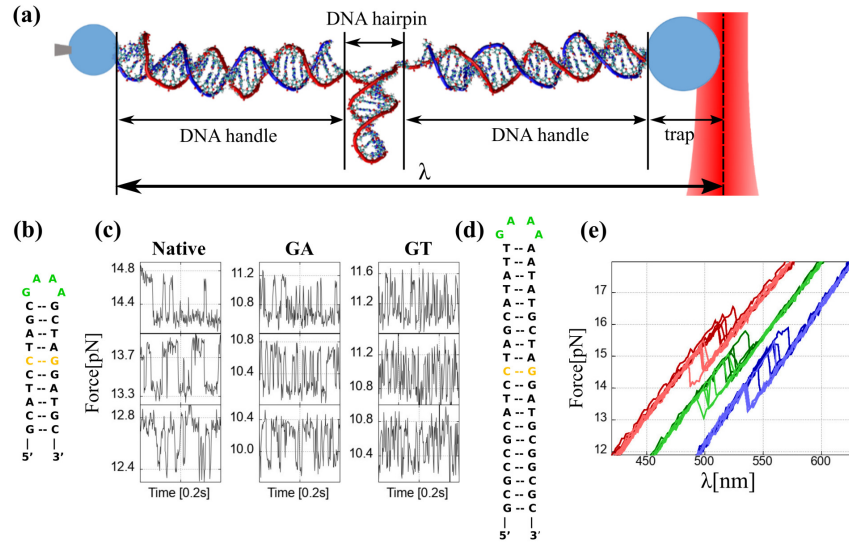 (a)
DNA hairpin
DNA handle
DNA handle
trap
λ
(b)
A A
G A
C -- G
G -- C
A -- T
T -- A
C -- G
C -- G
T -- A
A -- T
C -- G
G -- C
5’ 3’
(c)
Native GA GT
Force[pN]
14.8
14.4
13.7
13.3
12.8
12.4
11.2
10.8
10.8
10.4
10.4
10.0
11.6
11.2
11.2
10.8
10.8
10.4
Time [0.2s] Time [0.2s] Time [0.2s]
(d)
A A
G A
T -- A
T -- A
A -- T
T -- A
A -- T
C -- G
G -- C
A -- T
T -- A
C -- G
C -- G
T -- A
A -- T
C -- G
G -- C
C -- G
C -- G
G -- C
C -- G
G -- C
5’ 3’
(e)
Force[pN]
17
16
15
14
13
12
450 500 550 600
λ[nm]